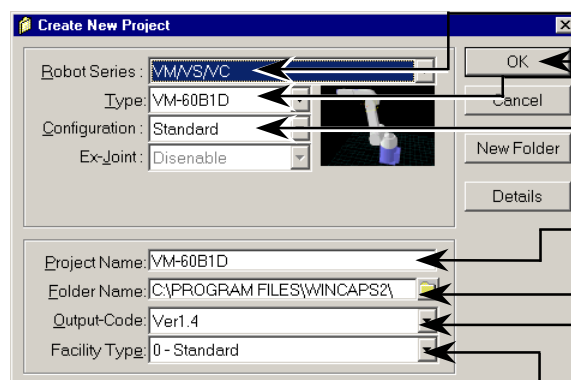 Create New Project
Robot Series : VM/VS/VC
OK
Type: VM-60B1D
Cancel
Configuration : Standard
Ex-Joint : Disenable
New Folder
Details
Project Name: VM-60B1D
Folder Name: C:\PROGRAM FILES\WINCAPS2\
Output-Code: Ver1.4
Facility Type: 0 - Standard